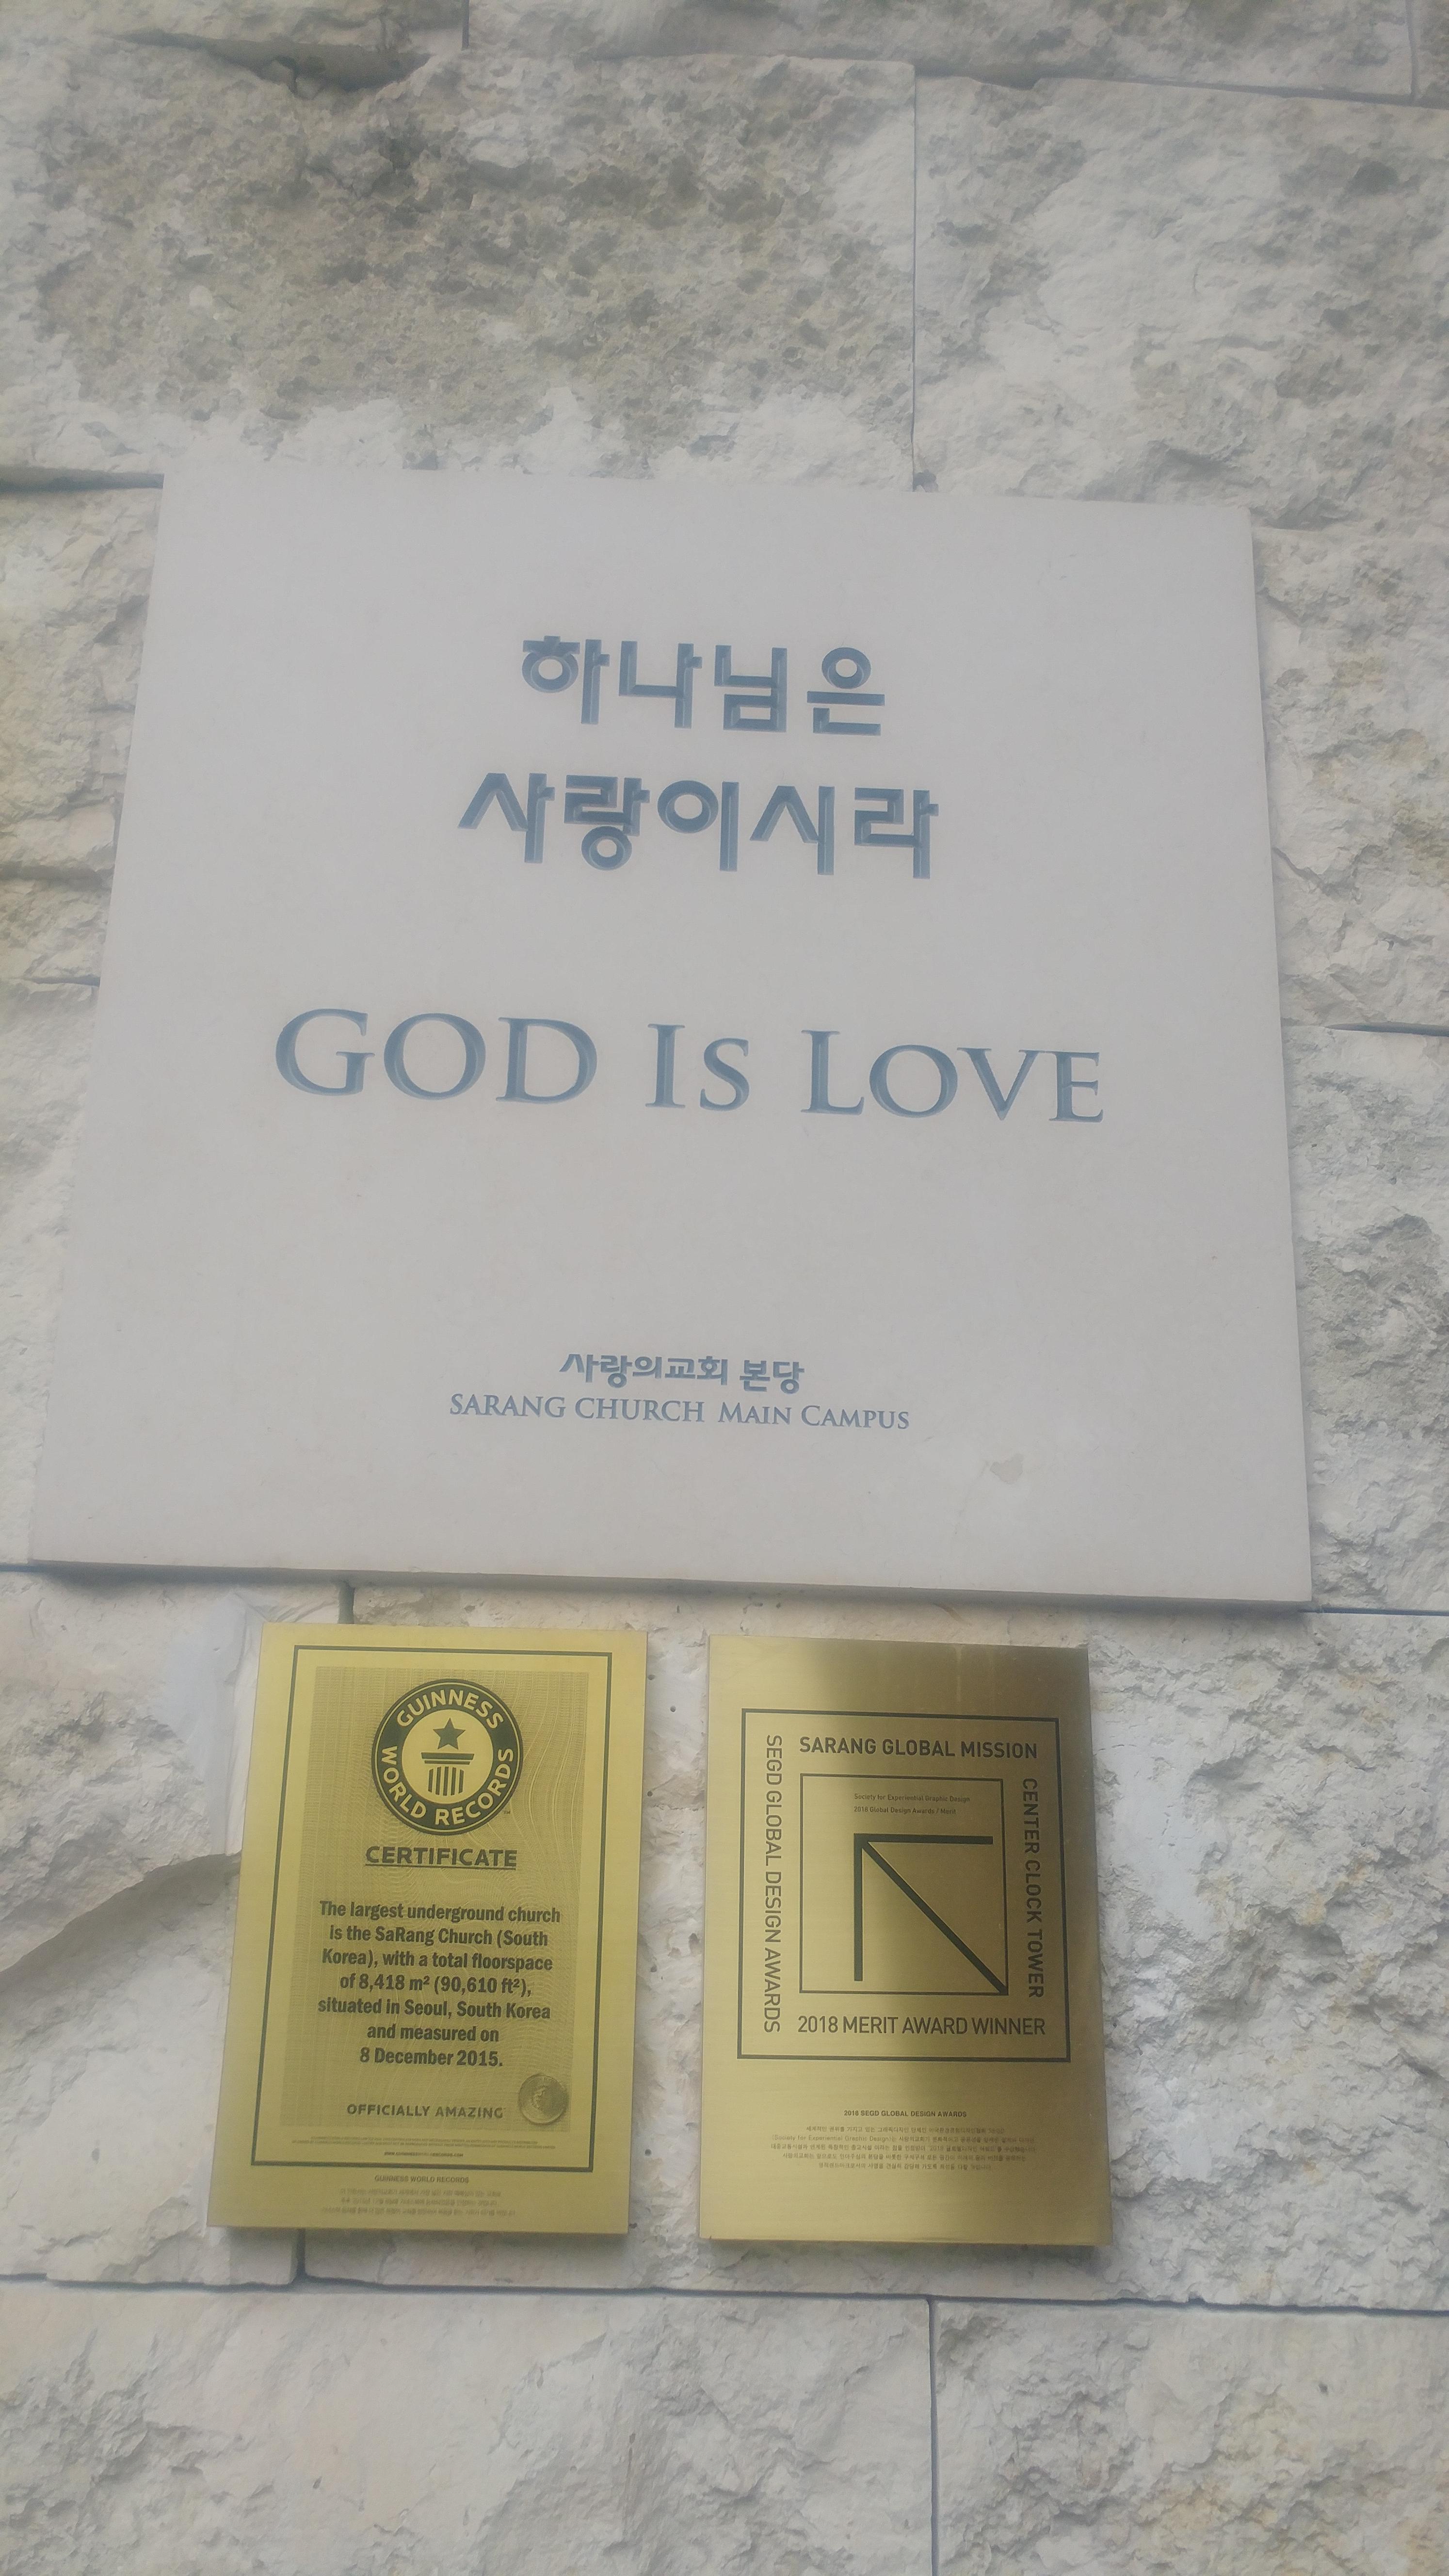 하나님은
사랑이시라
GOD IS LOVE
사랑의교회 본당
SARANG CHURCH MAIN CAMPUS
GUINNESS
WORLD RECORDS
CERTIFICATE
The largest underground church
is the SaRang Church (South
Korea), with a total floorspace
of 8,418 m² (90,610 ft²),
situated in Seoul, South Korea
and measured on
8 December 2015.
OFFICIALLY AMAZING
GUINNESS WORLD RECORDS
SARANG GLOBAL MISSION
CENTER CLOCK TOWER
SEGD GLOBAL DESIGN AWARDS
Society for Experiential Graphic Design
2018 Global Design Awards / Merit
2018 MERIT AWARD WINNER
2018 SEGD GLOBAL DESIGN AWARDS